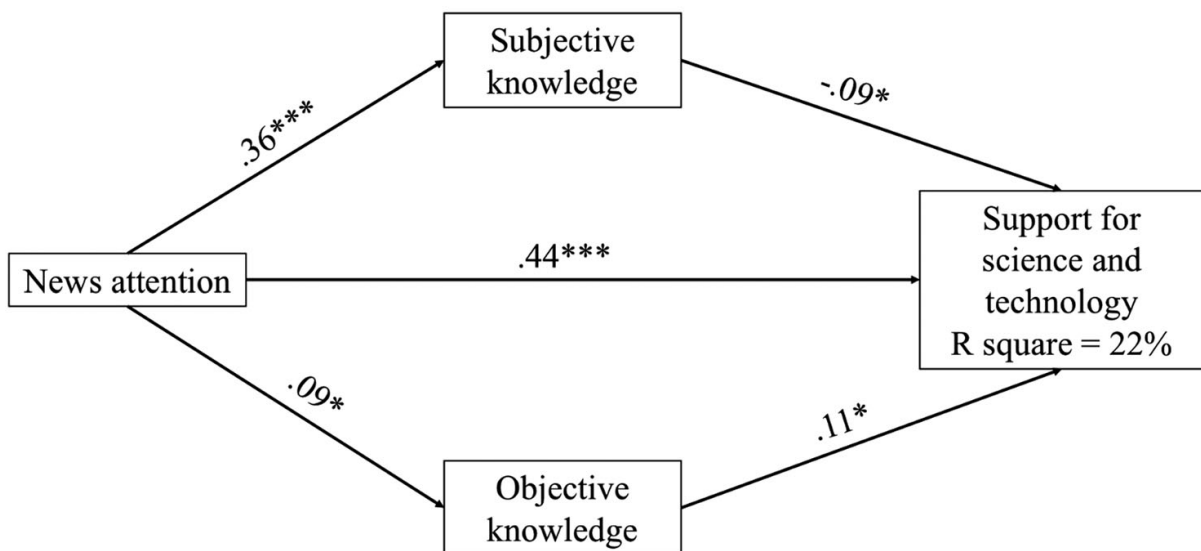 Subjective
knowledge
.36***
-.09*
News attention
.44***
Support for
science and
technology
R square = 22%
.09*
.11*
Objective
knowledge